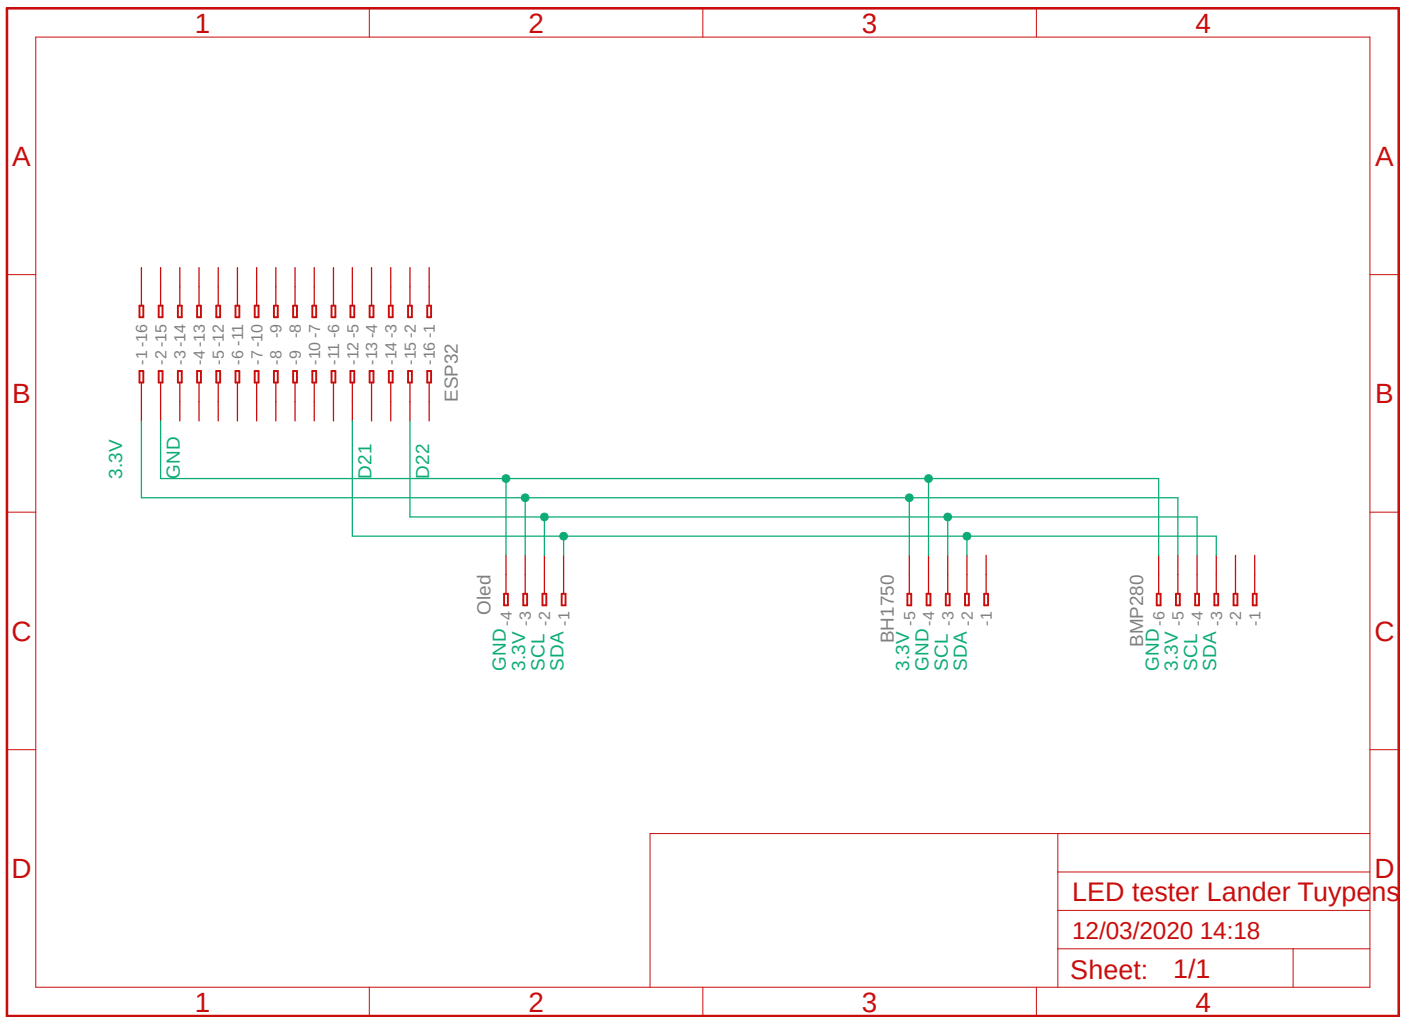 1 2 3 4
A A
-16 -15 -14 -13 -12 -11 -10 -9 -8 -7 -6 -5 -4 -3 -2 -1
-1 -2 -3 -4 -5 -6 -7 -8 -9 -10 -11 -12 -13 -14 -15 -16
ESP32
B B
3.3V GND D21 D22
Oled
-4 -3 -2 -1
GND 3.3V SCL SDA
BH1750
-5 -4 -3 -2 -1
3.3V GND SCL SDA
BMP280
-6 -5 -4 -3 -2 -1
GND 3.3V SCL SDA
C C
D D
LED tester Lander Tuypens
12/03/2020 14:18
Sheet: 1/1
1 2 3 4